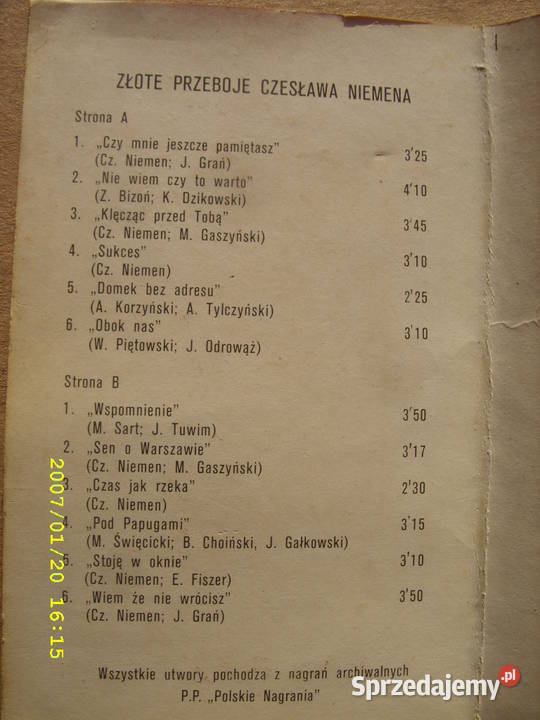 ZŁOTE PRZEBOJE CZESŁAWA NIEMENA
Strona A
1. „Czy mnie jeszcze pamiętasz" 3'25
(Cz. Niemen; J. Grań)
2. „Nie wiem czy to warto" 4'10
(Z. Bizoń; K. Dzikowski)
3. „Klęcząc przed Tobą" 3'45
(Cz. Niemen; M. Gaszyński)
4. „Sukces" 3'10
(Cz. Niemen)
5. „Domek bez adresu" 2'25
(A. Korzyński; A. Tylczyński)
6. „Obok nas" 3'10
(W. Piętowski; J. Odrowąż)
Strona B
1. „Wspomnienie" 3'50
(M. Sart; J. Tuwim)
2. „Sen o Warszawie" 3'17
(Cz. Niemen; M. Gaszyński)
3. „Czas jak rzeka" 2'30
(Cz. Niemen)
4. „Pod Papugami" 3'15
(M. Święcicki; B. Choiński, J. Gałkowski)
5. „Stoję w oknie" 3'10
(Cz. Niemen; E. Fiszer)
6. „Wiem że nie wrócisz" 3'50
(Cz. Niemen; J. Grań)
Wszystkie utwory pochodza z nagrań archiwalnych
P.P. „Polskie Nagrania"
2007/01/20 16:15
Sprzedajemy.pl